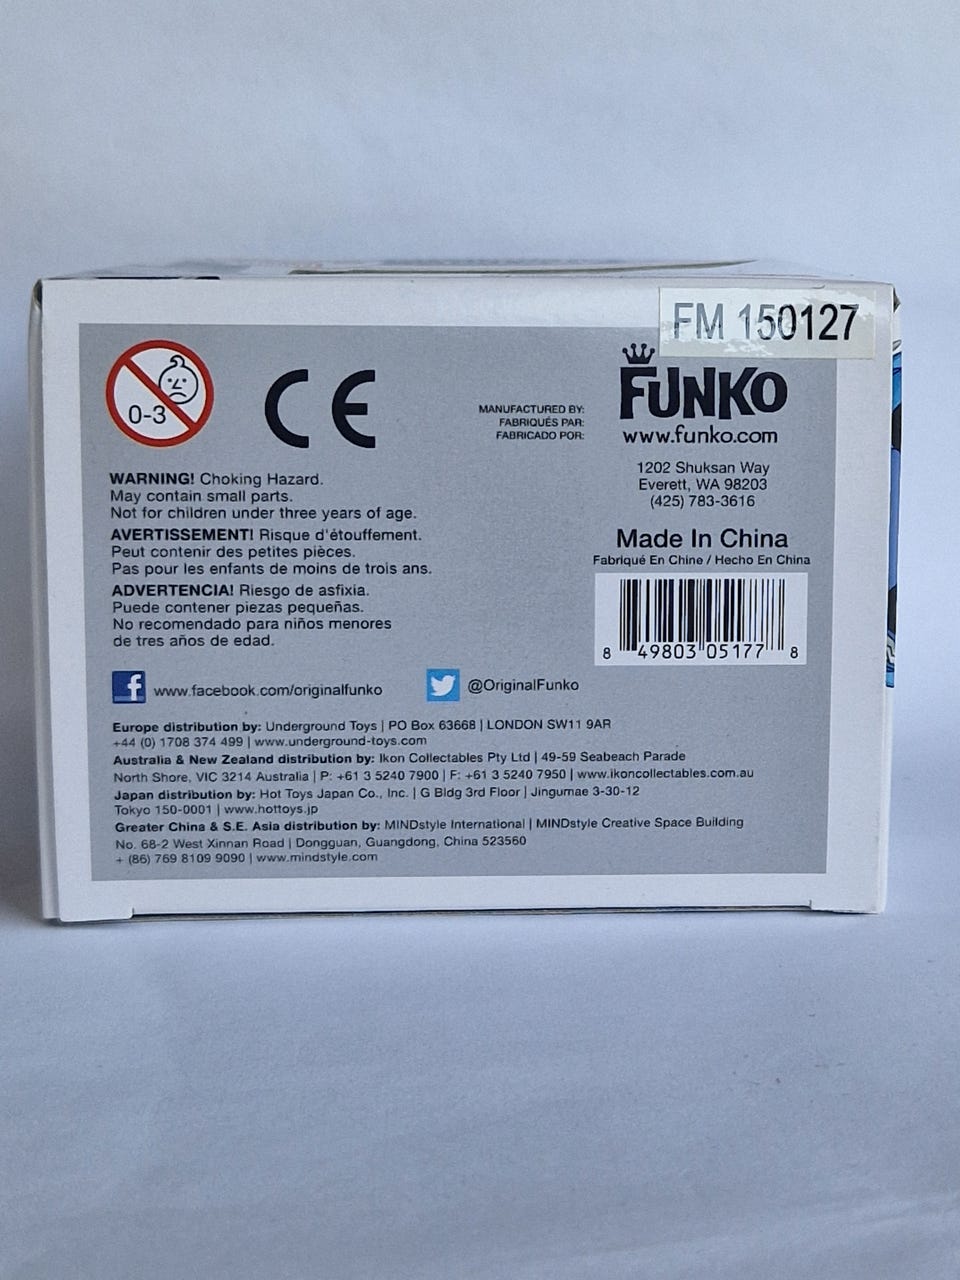 FM 150127
0-3
CE
MANUFACTURED BY:
FABRIQUÉS PAR:
FABRICADO POR:
FUNKO
www.funko.com
1202 Shuksan Way
Everett, WA 98203
(425) 783-3616
Made In China
Fabriqué En Chine / Hecho En China
8 49803 05177 8
WARNING! Choking Hazard.
May contain small parts.
Not for children under three years of age.
AVERTISSEMENT! Risque d'étouffement.
Peut contenir des petites pièces.
Pas pour les enfants de moins de trois ans.
ADVERTENCIA! Riesgo de asfixia.
Puede contener piezas pequeñas.
No recomendado para niños menores
de tres años de edad.
f www.facebook.com/originalfunko
@OriginalFunko
Europe distribution by: Underground Toys | PO Box 63668 | LONDON SW11 9AR
+44 (0) 1708 374 499 | www.underground-toys.com
Australia & New Zealand distribution by: Ikon Collectables Pty Ltd | 49-59 Seabeach Parade
North Shore, VIC 3214 Australia | P: +61 3 5240 7900 | F: +61 3 5240 7950 | www.ikoncollectables.com.au
Japan distribution by: Hot Toys Japan Co., Inc. | G Bldg 3rd Floor | Jingumae 3-30-12
Tokyo 150-0001 | www.hottoys.jp
Greater China & S.E. Asia distribution by: MINDstyle International | MINDstyle Creative Space Building
No. 68-2 West Xinnan Road | Dongguan, Guangdong, China 523560
+ (86) 769 8109 9090 | www.mindstyle.com